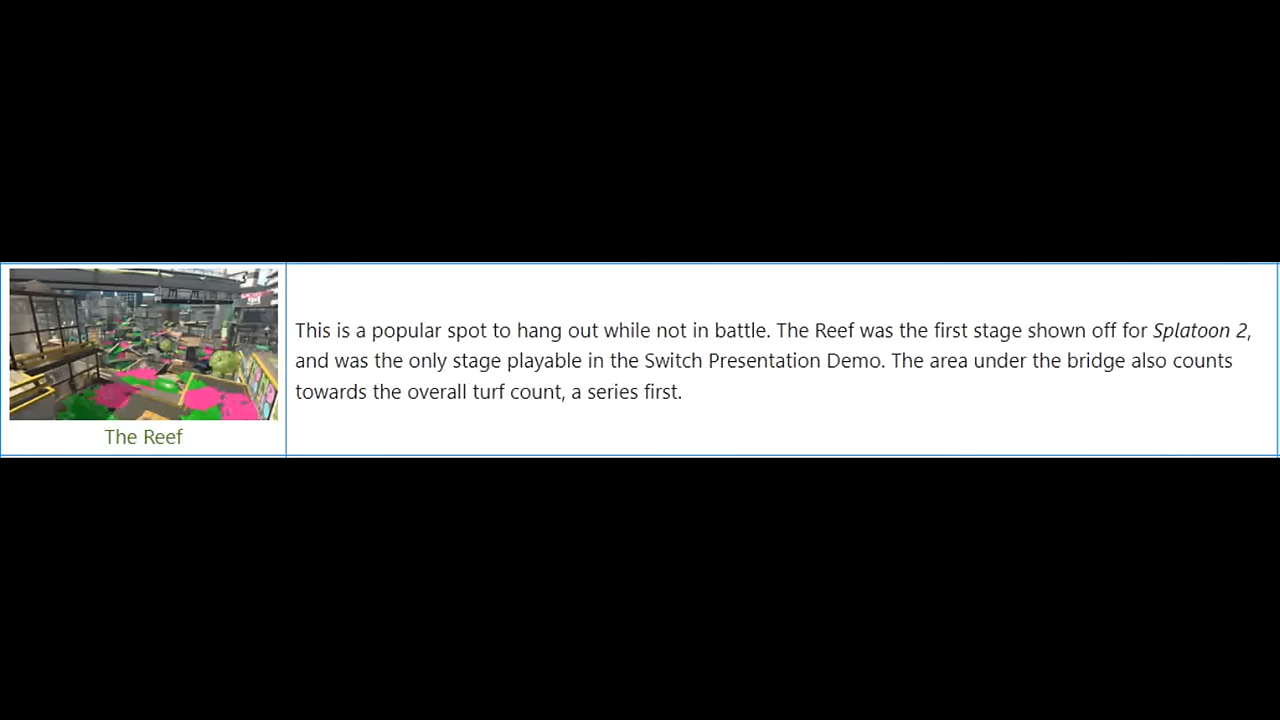 This is a popular spot to hang out while not in battle. The Reef was the first stage shown off for Splatoon 2,
and was the only stage playable in the Switch Presentation Demo. The area under the bridge also counts
towards the overall turf count, a series first.
The Reef